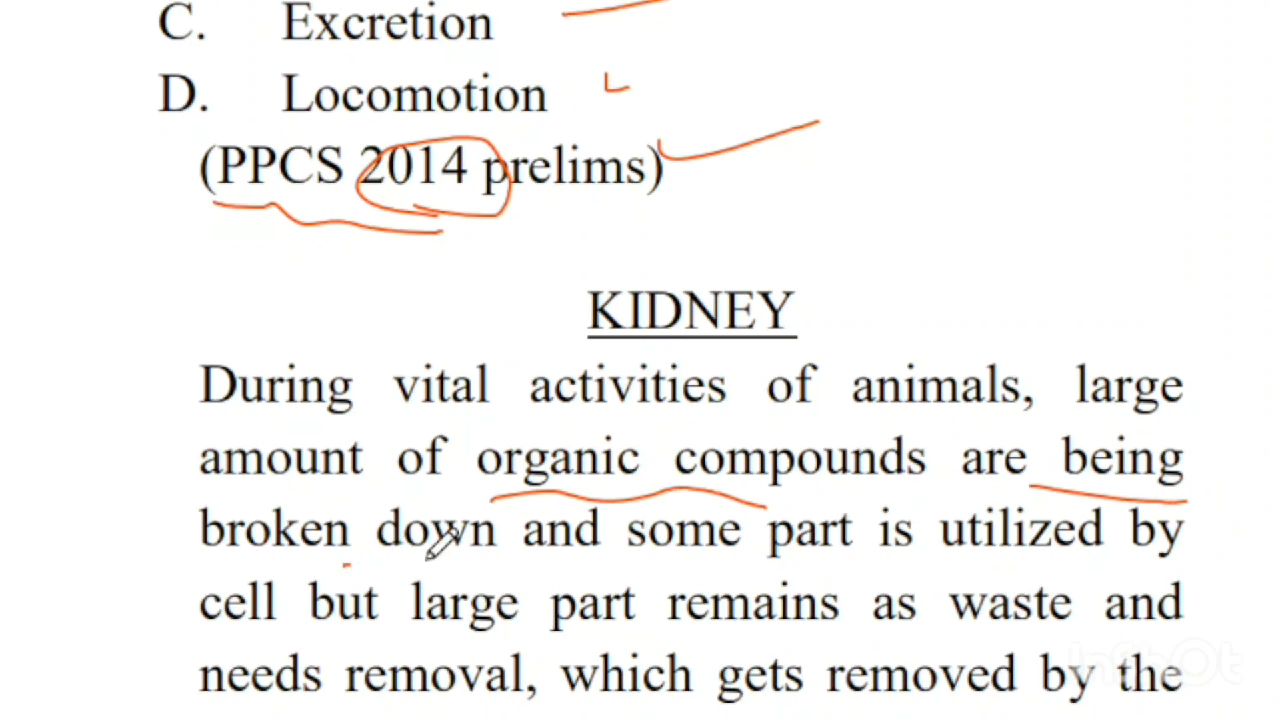 C. Excretion
D. Locomotion
(PPCS 2014 prelims)
KIDNEY
During vital activities of animals, large
amount of organic compounds are being
broken down and some part is utilized by
cell but large part remains as waste and
needs removal, which gets removed by the
InShOt